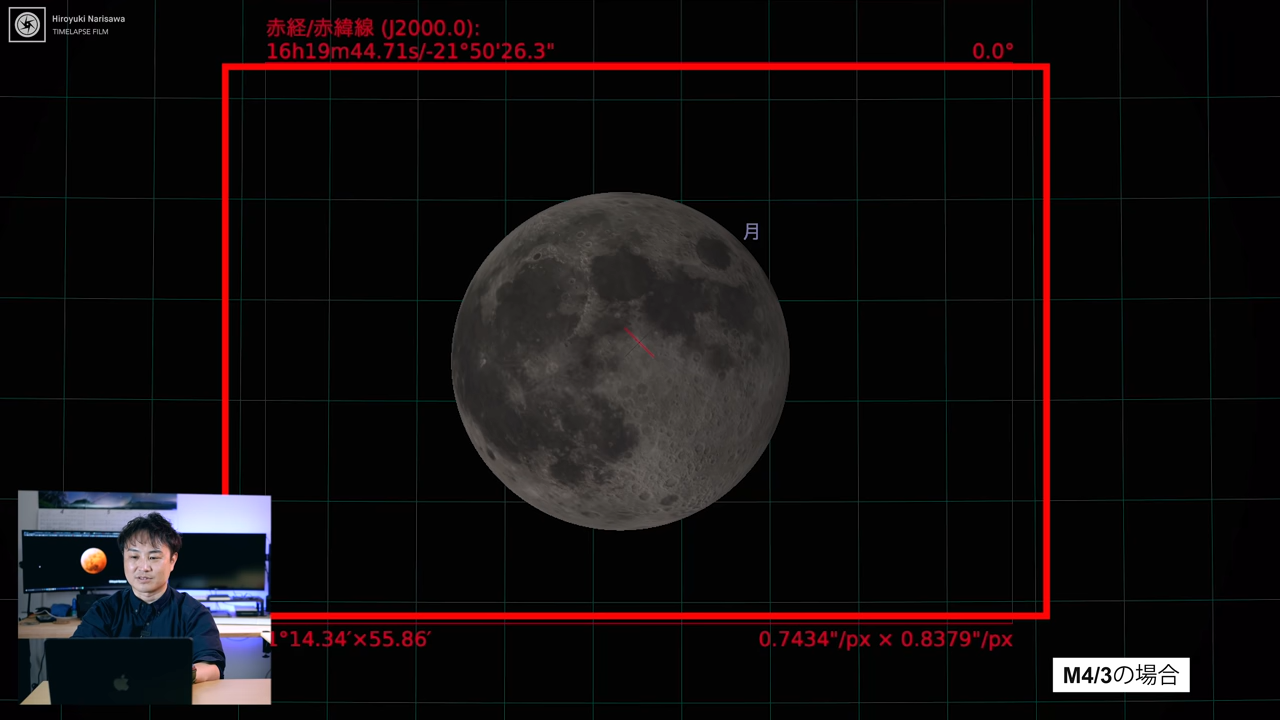 Hiroyuki Narisawa
TIMELAPSE FILM
赤経/赤緯線 (J2000.0):
16h19m44.71s/-21°50'26.3"
0.0°
月
1°14.34′×55.86′
0.7434"/px × 0.8379"/px
M4/3の場合